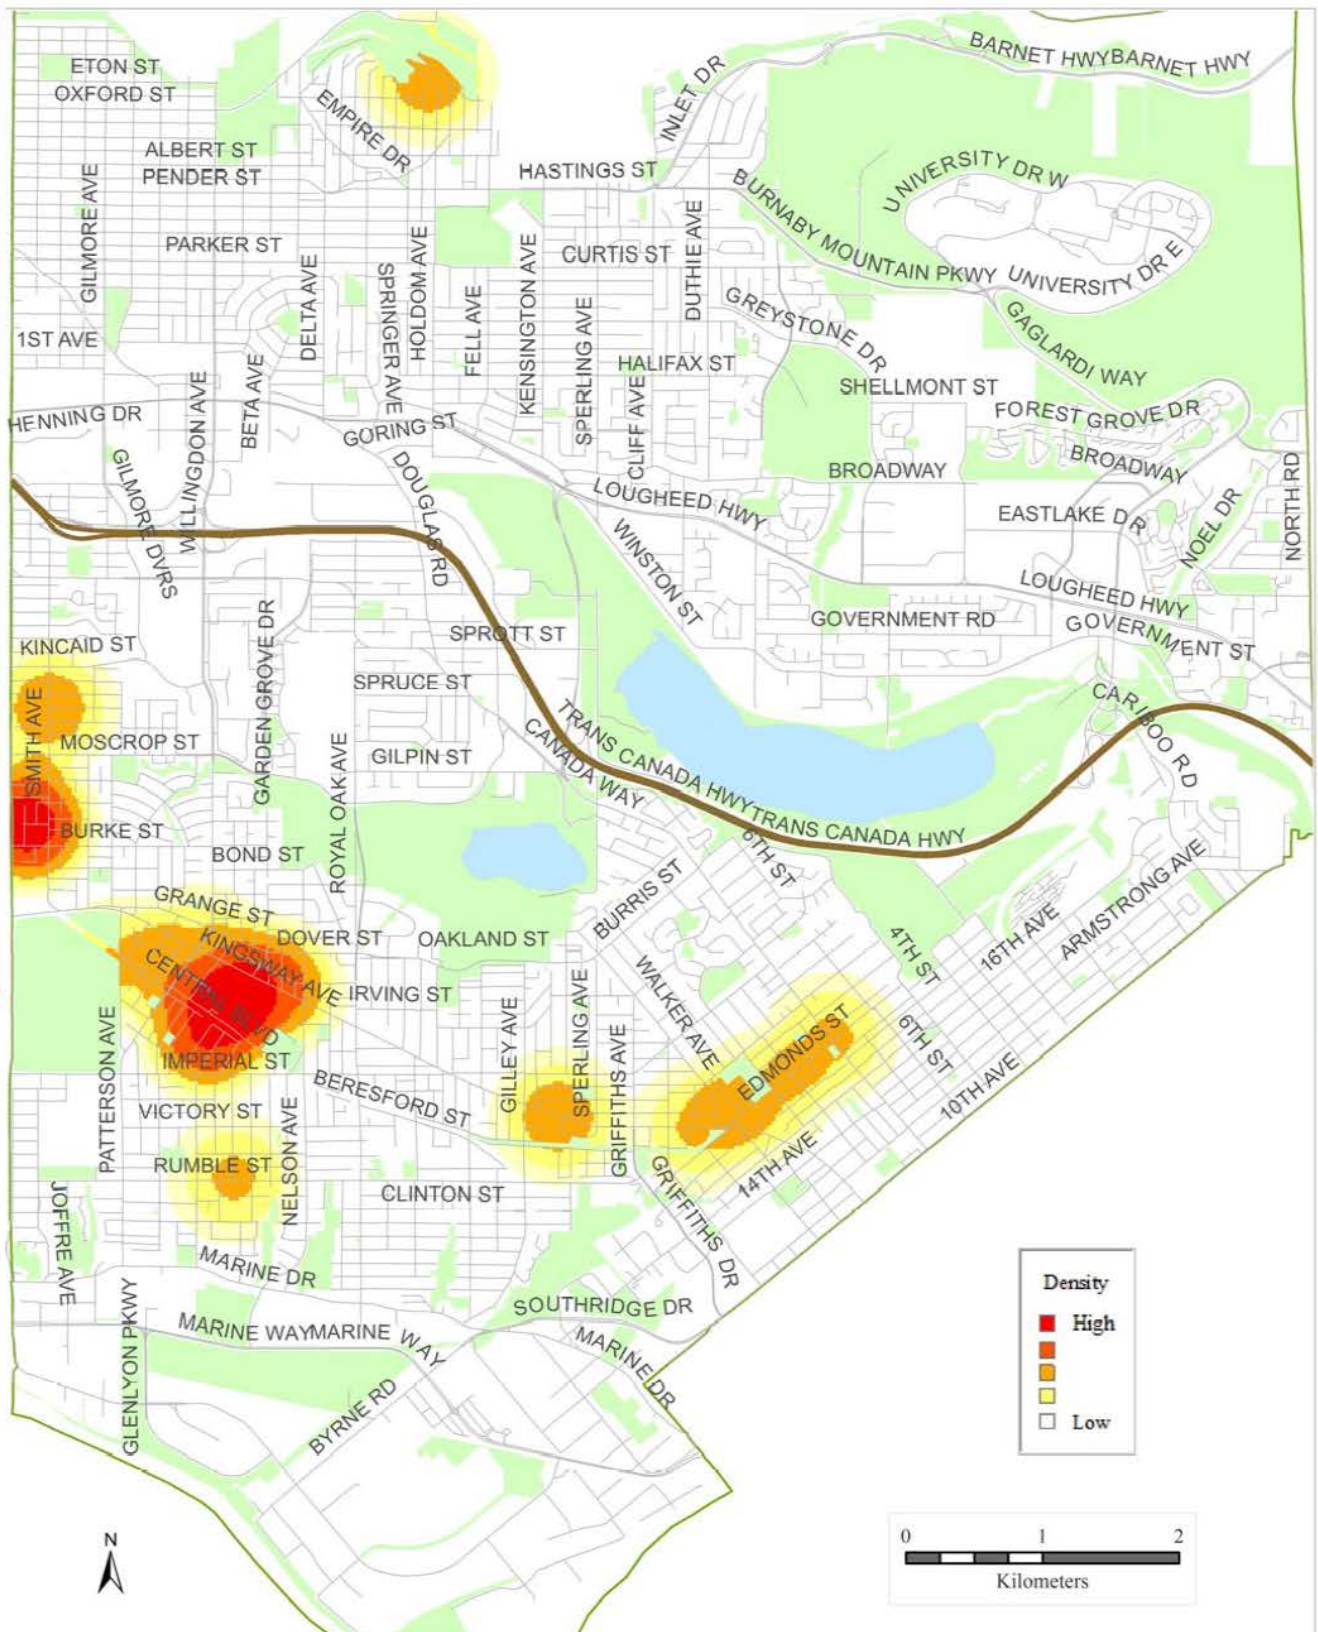 BARNET HWYBARNET HWY
ETON ST
OXFORD ST
INLET DR
EMPIRE DR
ALBERT ST
PENDER ST
HASTINGS ST
UNIVERSITY DR W
BURNABY MOUNTAIN PKWY
GILMORE AVE
PARKER ST
CURTIS ST
DUTHIE AVE
UNIVERSITY DR E
DELTA AVE
SPRINGER AVE
HOLDOM AVE
FELL AVE
KENSINGTON AVE
SPERLING AVE
GREYSTONE DR
GAGLARDI WAY
1ST AVE
HALIFAX ST
SHELLMONT ST
HENNING DR
WILLINGDON AVE
BETA AVE
GORING ST
CLIFF AVE
FOREST GROVE DR
BROADWAY
BROADWAY
GILMORE DVRS
DOUGLAS RD
LOUGHEED HWY
EASTLAKE DR
NOEL DR
NORTH RD
WINSTON ST
LOUGHEED HWY
GOVERNMENT RD
GOVERNMENT ST
KINCAID ST
GARDEN GROVE DR
SPROTT ST
SPRUCE ST
SMITH AVE
MOSCROP ST
ROYAL OAK AVE
GILPIN ST
CANADA WAY
TRANS CANADA HWYTRANS CANADA HWY
CARIBOO RD
BURKE ST
BOND ST
6TH ST
BURRIS ST
GRANGE ST
KINGSWAY AVE
DOVER ST
OAKLAND ST
4TH ST
16TH AVE
ARMSTRONG AVE
CENTRAL BLVD
IRVING ST
WALKER AVE
PATTERSON AVE
IMPERIAL ST
GILLEY AVE
SPERLING AVE
GRIFFITHS AVE
EDMONDS ST
6TH ST
10TH AVE
BERESFORD ST
VICTORY ST
RUMBLE ST
NELSON AVE
CLINTON ST
14TH AVE
GRIFFITHS DR
JOFFRE AVE
MARINE DR
GLENLYON PKWY
MARINE WAYMARINE WAY
SOUTHRIDGE DR
MARINE DR
BYRNE RD
Density
High
Low
N
0 1 2
Kilometers